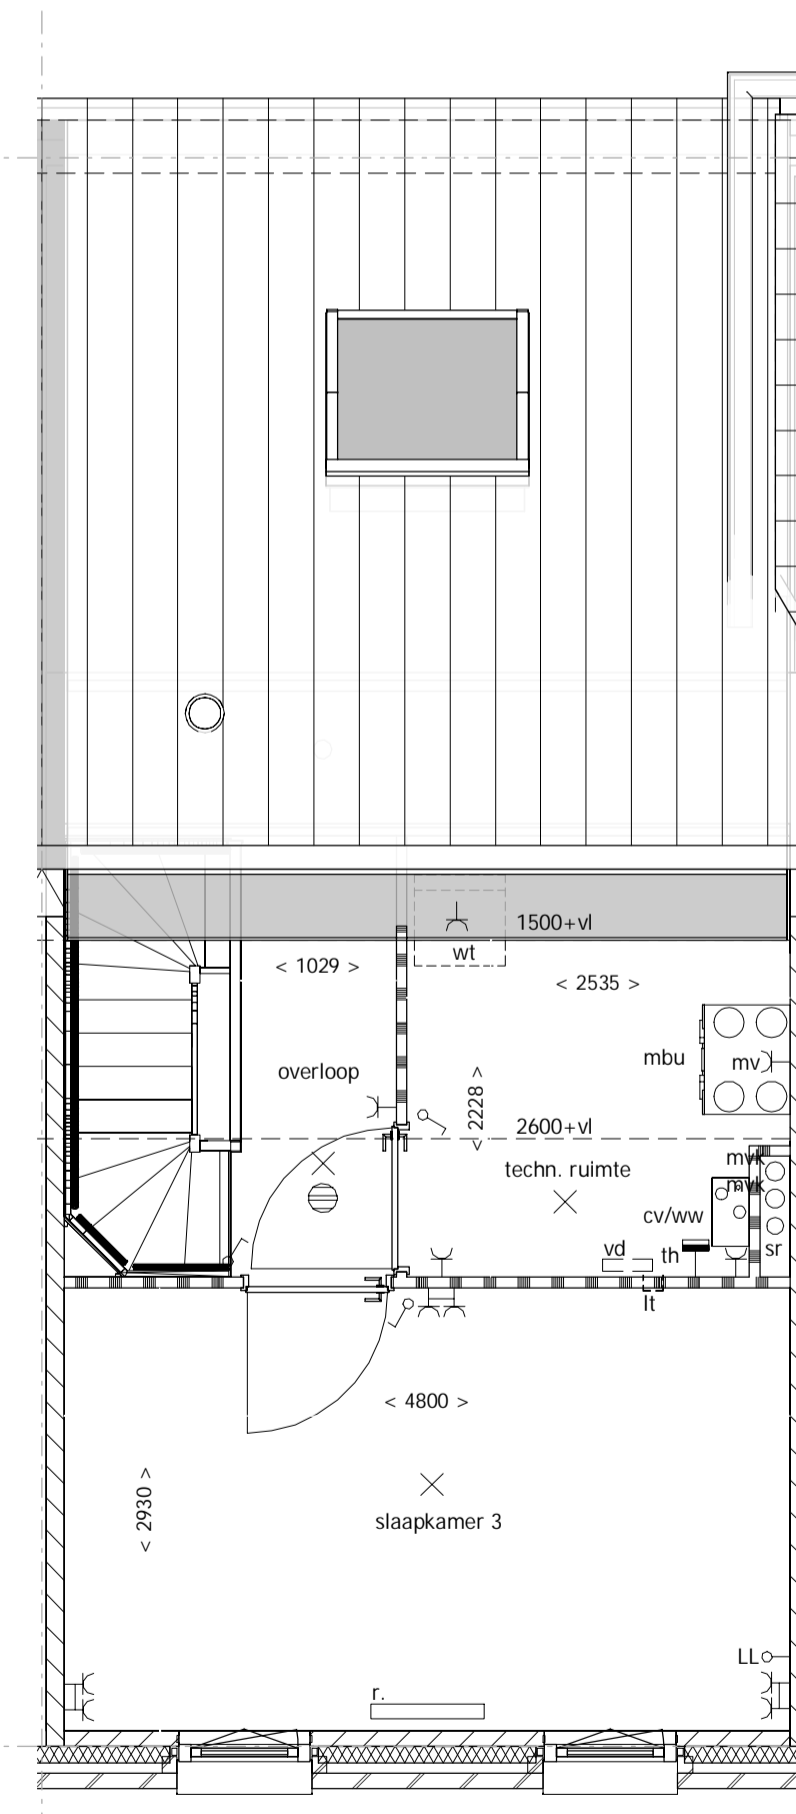 1500+vl
wt
< 1029 >
< 2535 >
mbu
mv
overloop
< 2228 >
2600+vl
mvk
techn. ruimte
mvk
cv/ww
vd
th
sr
lt
< 4800 >
< 2930 >
slaapkamer 3
LL
r.